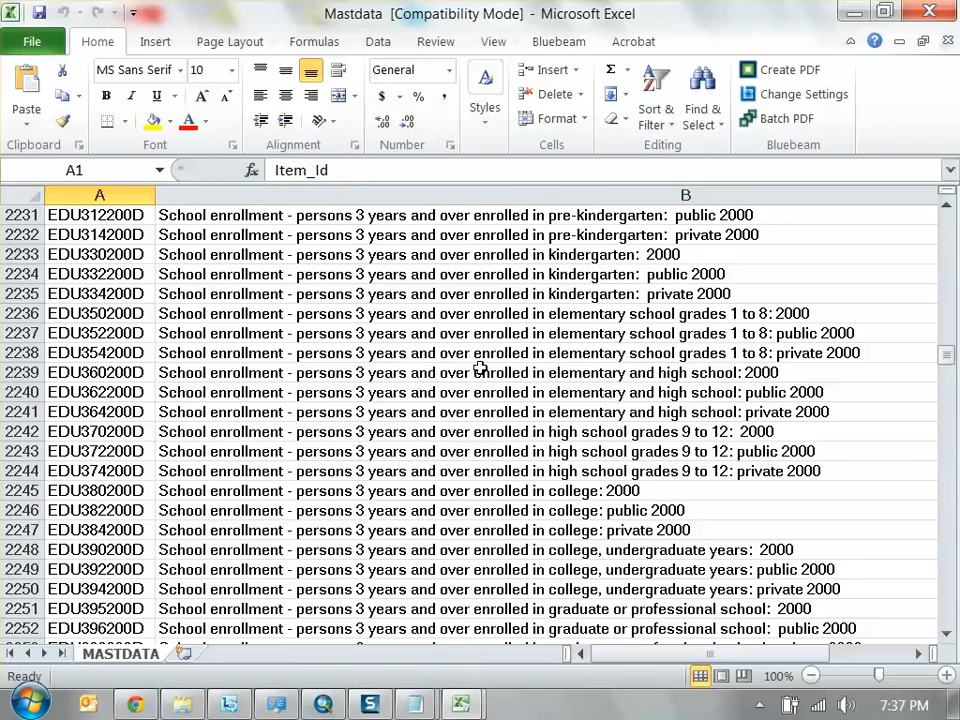 Mastdata [Compatibility Mode] - Microsoft Excel
File Home Insert Page Layout Formulas Data Review View Bluebeam Acrobat
Paste
Clipboard
MS Sans Serif 10
B I U A A
A
Font
Alignment
General
$ % ,
Number
Styles
Insert
Delete
Format
Cells
Σ
Sort & Filter
Find & Select
Editing
Create PDF
Change Settings
Batch PDF
Bluebeam
A1 fx Item_Id
A B
2231 EDU312200D School enrollment - persons 3 years and over enrolled in pre-kindergarten: public 2000
2232 EDU314200D School enrollment - persons 3 years and over enrolled in pre-kindergarten: private 2000
2233 EDU330200D School enrollment - persons 3 years and over enrolled in kindergarten: 2000
2234 EDU332200D School enrollment - persons 3 years and over enrolled in kindergarten: public 2000
2235 EDU334200D School enrollment - persons 3 years and over enrolled in kindergarten: private 2000
2236 EDU350200D School enrollment - persons 3 years and over enrolled in elementary school grades 1 to 8: 2000
2237 EDU352200D School enrollment - persons 3 years and over enrolled in elementary school grades 1 to 8: public 2000
2238 EDU354200D School enrollment - persons 3 years and over enrolled in elementary school grades 1 to 8: private 2000
2239 EDU360200D School enrollment - persons 3 years and over enrolled in elementary and high school: 2000
2240 EDU362200D School enrollment - persons 3 years and over enrolled in elementary and high school: public 2000
2241 EDU364200D School enrollment - persons 3 years and over enrolled in elementary and high school: private 2000
2242 EDU370200D School enrollment - persons 3 years and over enrolled in high school grades 9 to 12: 2000
2243 EDU372200D School enrollment - persons 3 years and over enrolled in high school grades 9 to 12: public 2000
2244 EDU374200D School enrollment - persons 3 years and over enrolled in high school grades 9 to 12: private 2000
2245 EDU380200D School enrollment - persons 3 years and over enrolled in college: 2000
2246 EDU382200D School enrollment - persons 3 years and over enrolled in college: public 2000
2247 EDU384200D School enrollment - persons 3 years and over enrolled in college: private 2000
2248 EDU390200D School enrollment - persons 3 years and over enrolled in college, undergraduate years: 2000
2249 EDU392200D School enrollment - persons 3 years and over enrolled in college, undergraduate years: public 2000
2250 EDU394200D School enrollment - persons 3 years and over enrolled in college, undergraduate years: private 2000
2251 EDU395200D School enrollment - persons 3 years and over enrolled in graduate or professional school: 2000
2252 EDU396200D School enrollment - persons 3 years and over enrolled in graduate or professional school: public 2000
MASTDATA
Ready 100%
7:37 PM